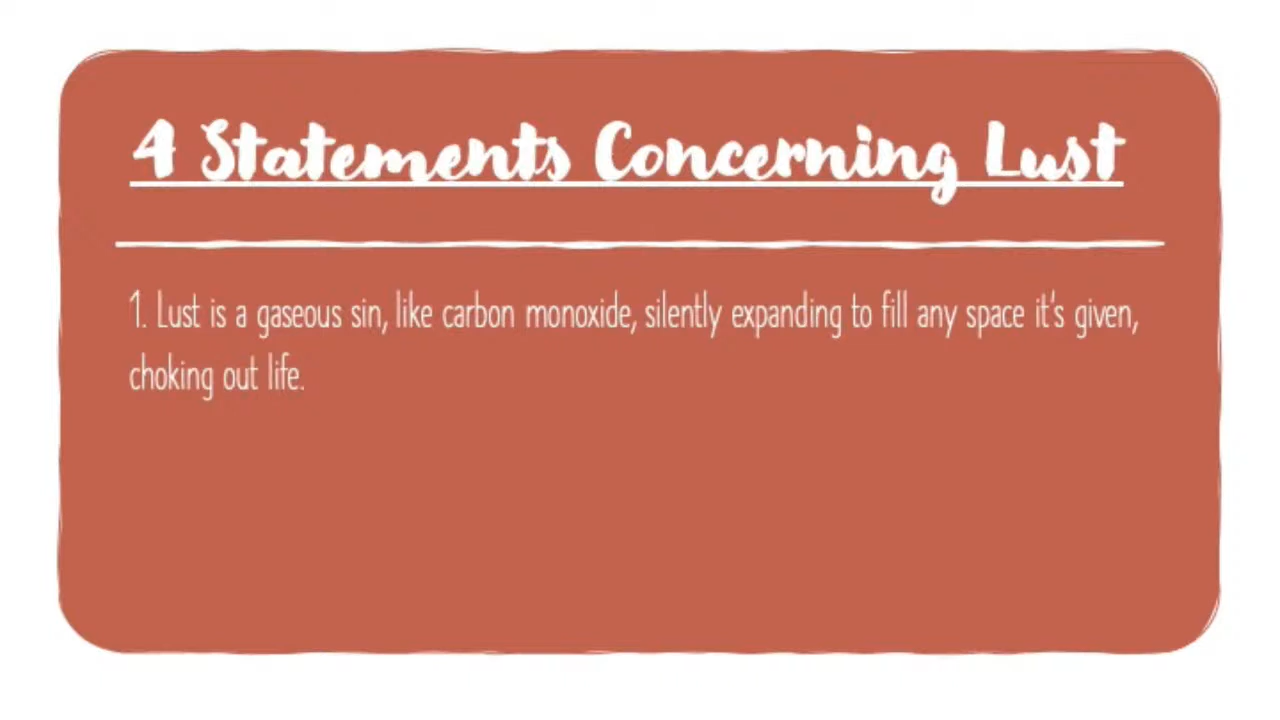 4 Statements Concerning Lust
1. Lust is a gaseous sin, like carbon monoxide, silently expanding to fill any space it's given,
choking out life.